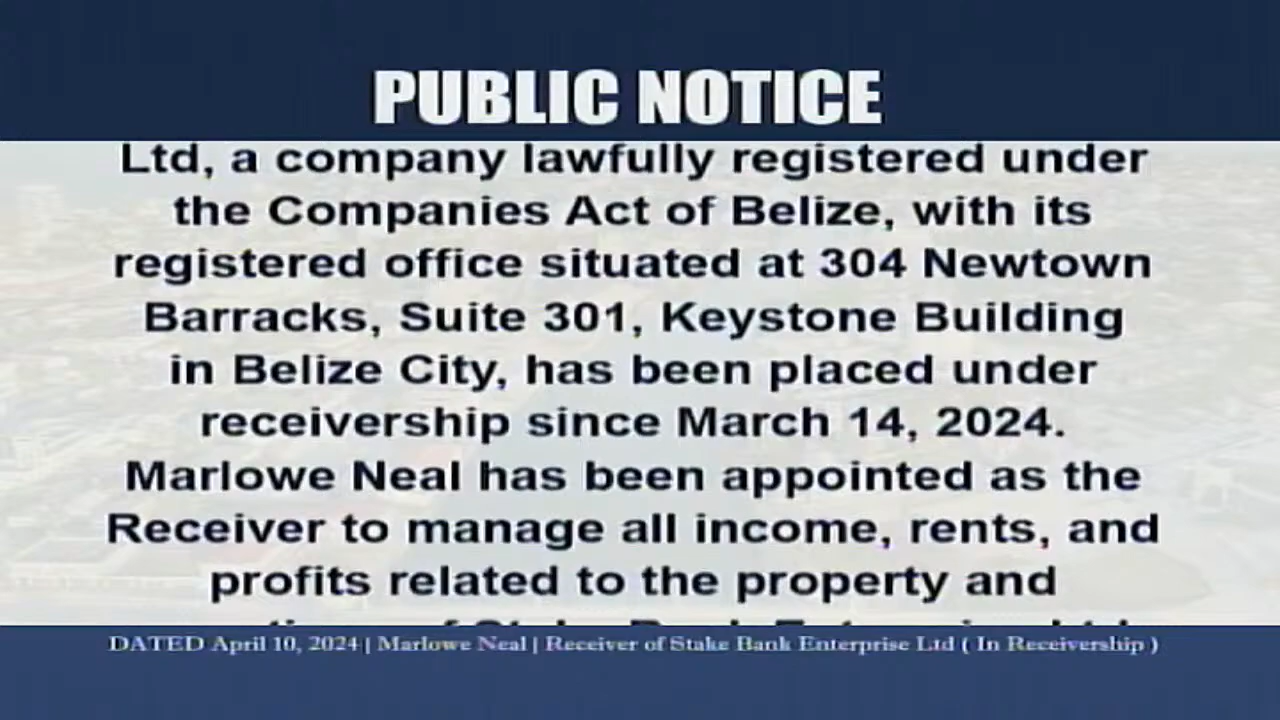 PUBLIC NOTICE
Ltd, a company lawfully registered under
the Companies Act of Belize, with its
registered office situated at 304 Newtown
Barracks, Suite 301, Keystone Building
in Belize City, has been placed under
receivership since March 14, 2024.
Marlowe Neal has been appointed as the
Receiver to manage all income, rents, and
profits related to the property and
DATED April 10, 2024 | Marlowe Neal | Receiver of Stake Bank Enterprise Ltd ( In Receivership )